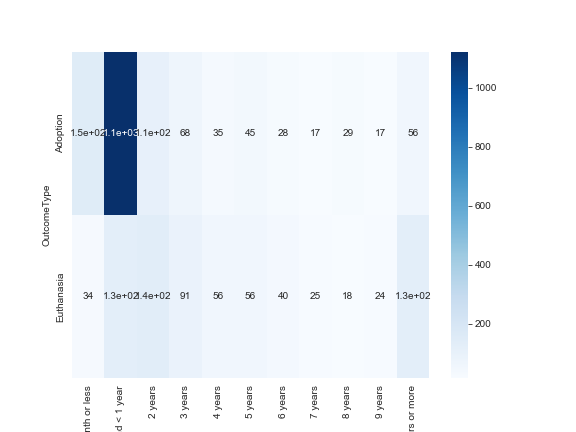 Adoption
Euthanasia
OutcomeType
1.5e+02 1.1e+03 1.1e+02 68 35 45 28 17 29 17 56
34 1.3e+02 1.4e+02 91 56 56 40 25 18 24 1.3e+02
nth or less
d < 1 year
2 years
3 years
4 years
5 years
6 years
7 years
8 years
9 years
rs or more
1000
800
600
400
200